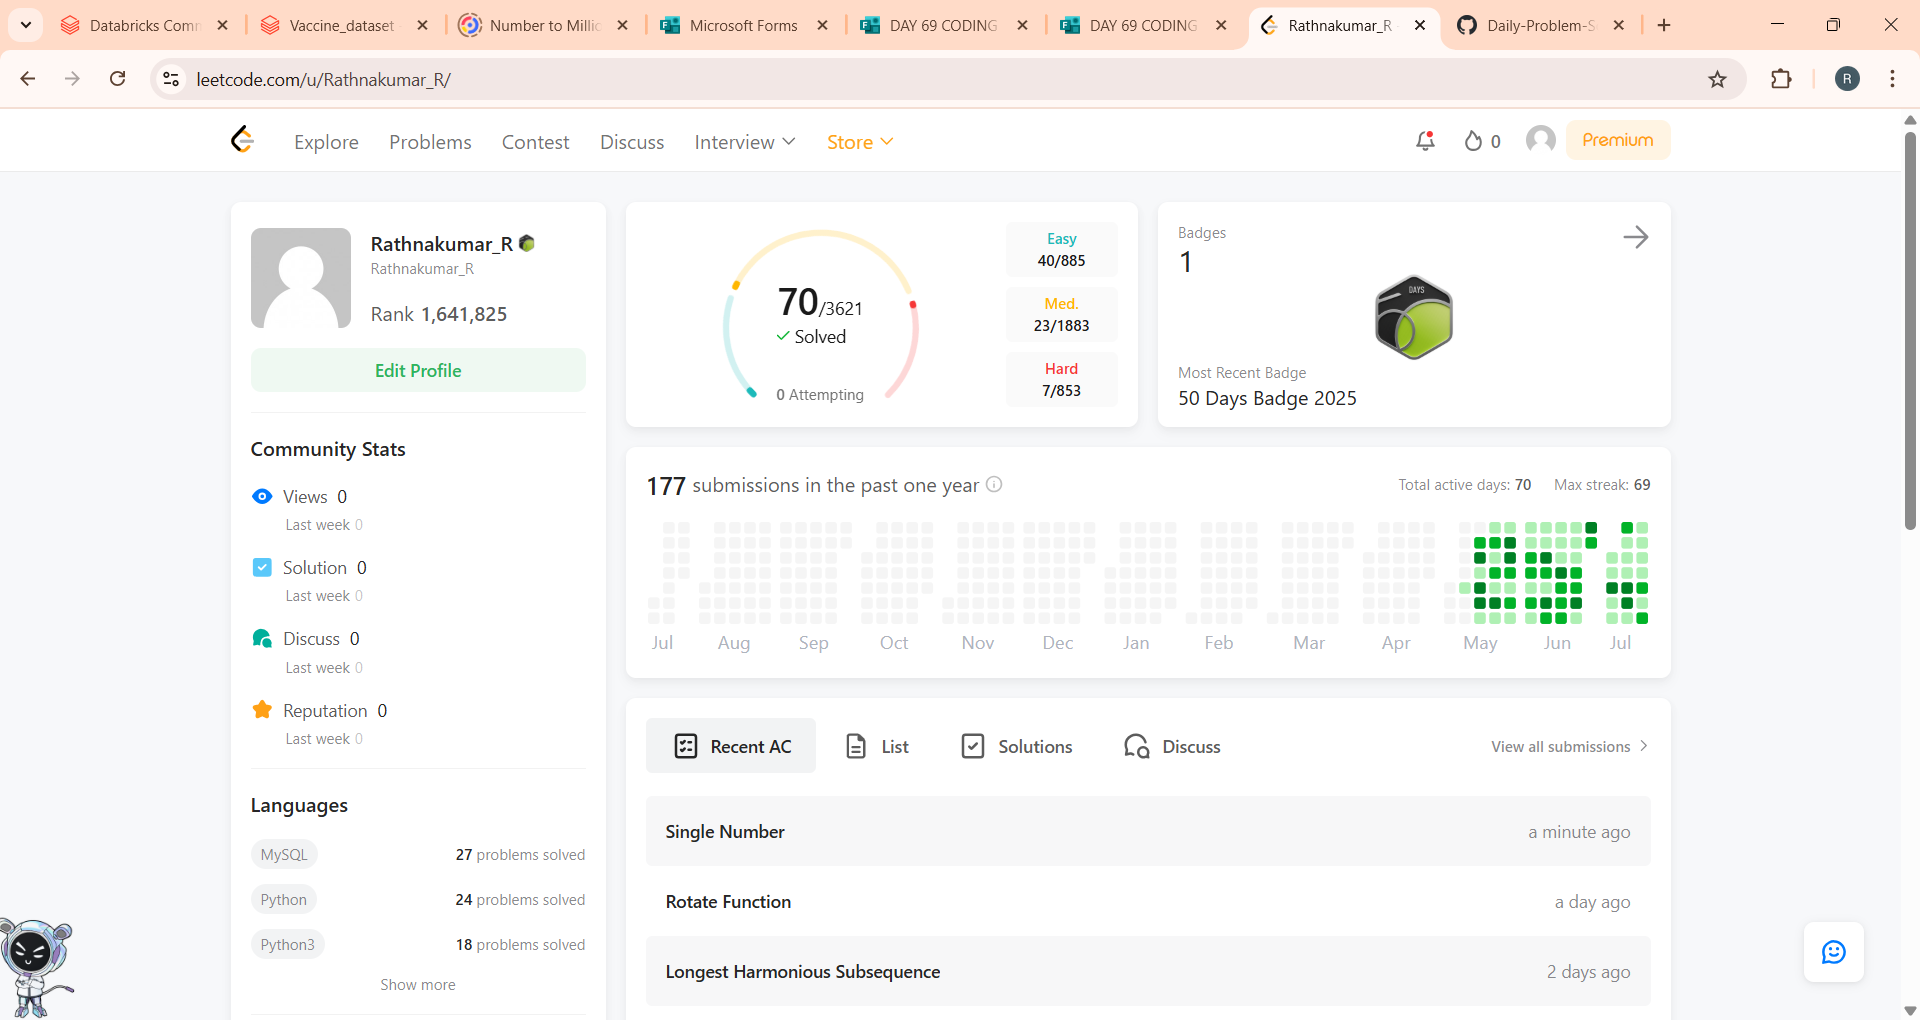 Databricks Comm
Vaccine_dataset
Number to Millic
Microsoft Forms
DAY 69 CODING
DAY 69 CODING
Rathnakumar_R
Daily-Problem-S
leetcode.com/u/Rathnakumar_R/
R
Explore
Problems
Contest
Discuss
Interview
Store
0
Premium
Rathnakumar_R
Rathnakumar_R
Rank 1,641,825
Edit Profile
Community Stats
Views 0
Last week 0
Solution 0
Last week 0
Discuss 0
Last week 0
Reputation 0
Last week 0
Languages
MySQL 27 problems solved
Python 24 problems solved
Python3 18 problems solved
Show more
70/3621
Solved
0 Attempting
Easy
40/885
Med.
23/1883
Hard
7/853
Badges
1
DAYS
Most Recent Badge
50 Days Badge 2025
177 submissions in the past one year
Total active days: 70 Max streak: 69
Jul Aug Sep Oct Nov Dec Jan Feb Mar Apr May Jun Jul
Recent AC
List
Solutions
Discuss
View all submissions
Single Number a minute ago
Rotate Function a day ago
Longest Harmonious Subsequence 2 days ago